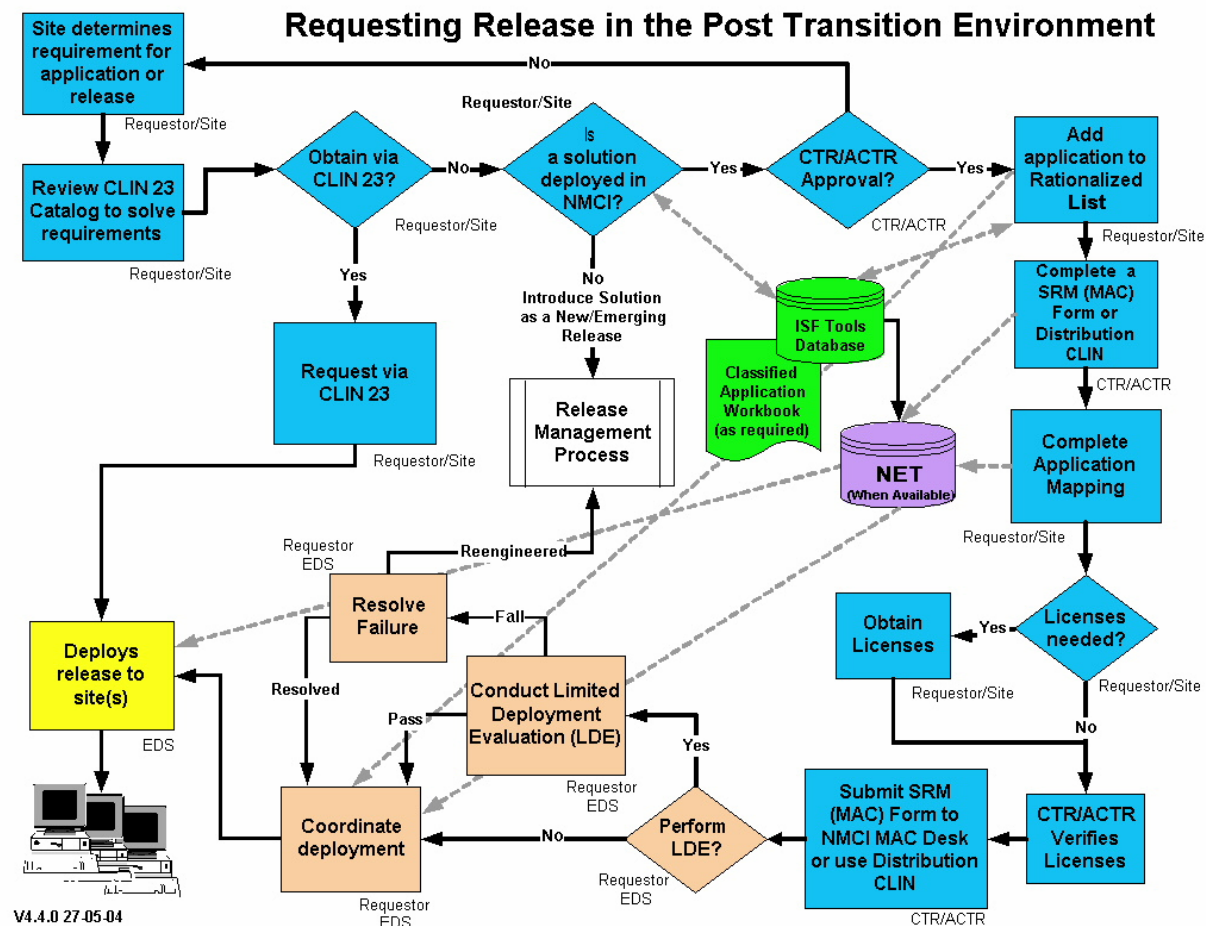 Requesting Release in the Post Transition Environment
Site determines
requirement for
application or
release
Requestor/Site
No
Requestor/Site
Review CLIN 23
Catalog to solve
requirements
Requestor/Site
Obtain via
CLIN 23?
Requestor/Site
No
Is
a solution
deployed in
NMCI?
Yes
CTR/ACTR
Approval?
CTR/ACTR
Yes
Add
application to
Rationalized
List
Requestor/Site
Yes
No
Introduce Solution
as a New/Emerging
Release
ISF Tools
Database
Classified
Application
Workbook
(as required)
Complete a
SRM (MAC)
Form or
Distribution
CLIN
CTR/ACTR
Request via
CLIN 23
Requestor/Site
Release
Management
Process
NET
(When Available)
Complete
Application
Mapping
Requestor/Site
Requestor
EDS
Reengineered
Resolve
Failure
Fail
Obtain
Licenses
Requestor/Site
Yes
Licenses
needed?
Requestor/Site
No
Deploys
release to
site(s)
EDS
Resolved
Pass
Conduct Limited
Deployment
Evaluation (LDE)
Requestor
EDS
Yes
Coordinate
deployment
Requestor
EDS
No
Perform
LDE?
Requestor
EDS
Submit SRM
(MAC) Form to
NMCI MAC Desk
or use Distribution
CLIN
CTR/ACTR
CTR/ACTR
Verifies
Licenses
V4.4.0 27-05-04